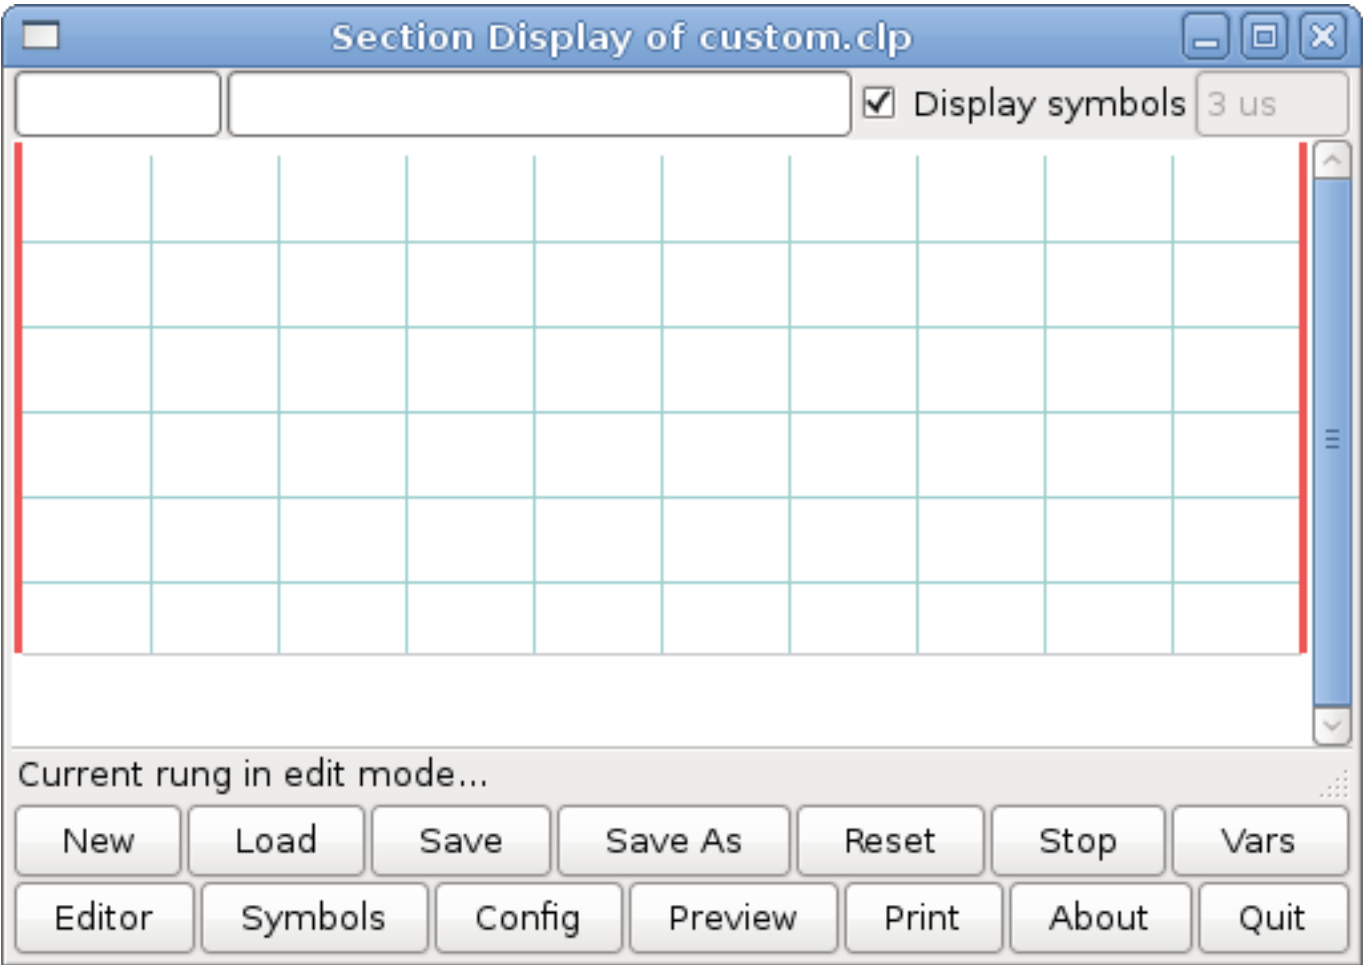 Section Display of custom.clp
Display symbols 3 us
Current rung in edit mode...
New Load Save Save As Reset Stop Vars
Editor Symbols Config Preview Print About Quit